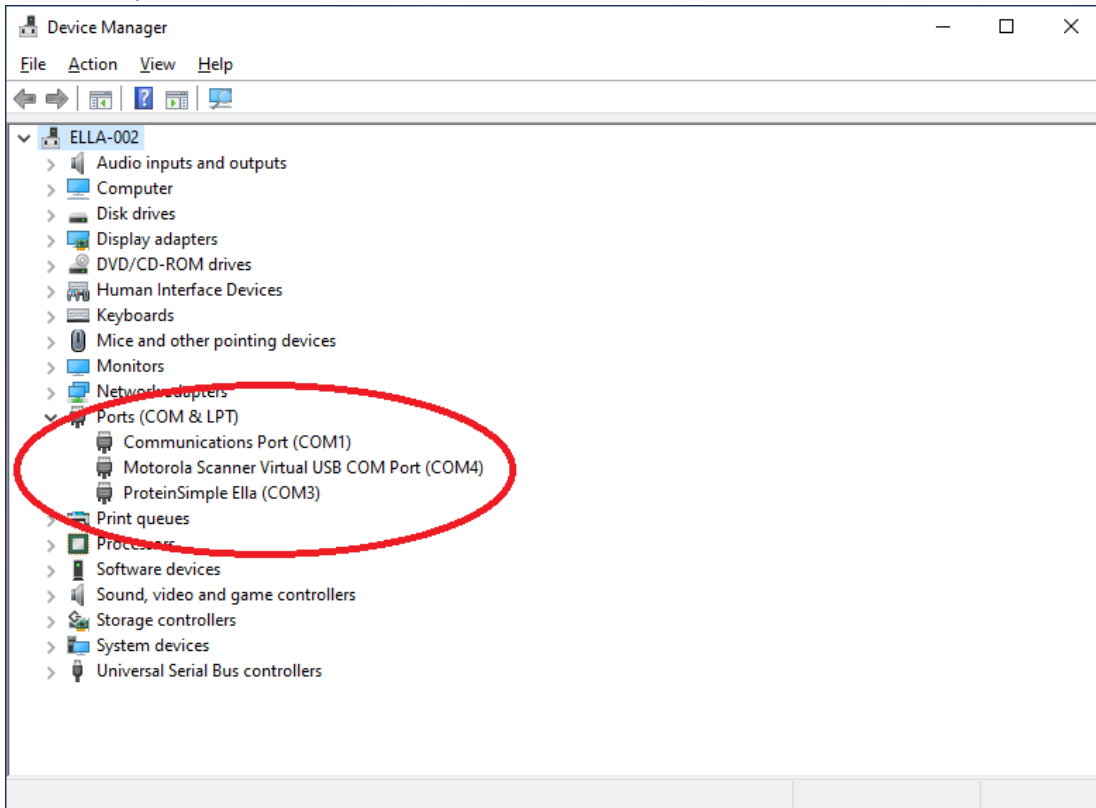 Device Manager
File Action View Help
ELLA-002
Audio inputs and outputs
Computer
Disk drives
Display adapters
DVD/CD-ROM drives
Human Interface Devices
Keyboards
Mice and other pointing devices
Monitors
Network adapters
Ports (COM & LPT)
Communications Port (COM1)
Motorola Scanner Virtual USB COM Port (COM4)
ProteinSimple Ella (COM3)
Print queues
Processors
Software devices
Sound, video and game controllers
Storage controllers
System devices
Universal Serial Bus controllers